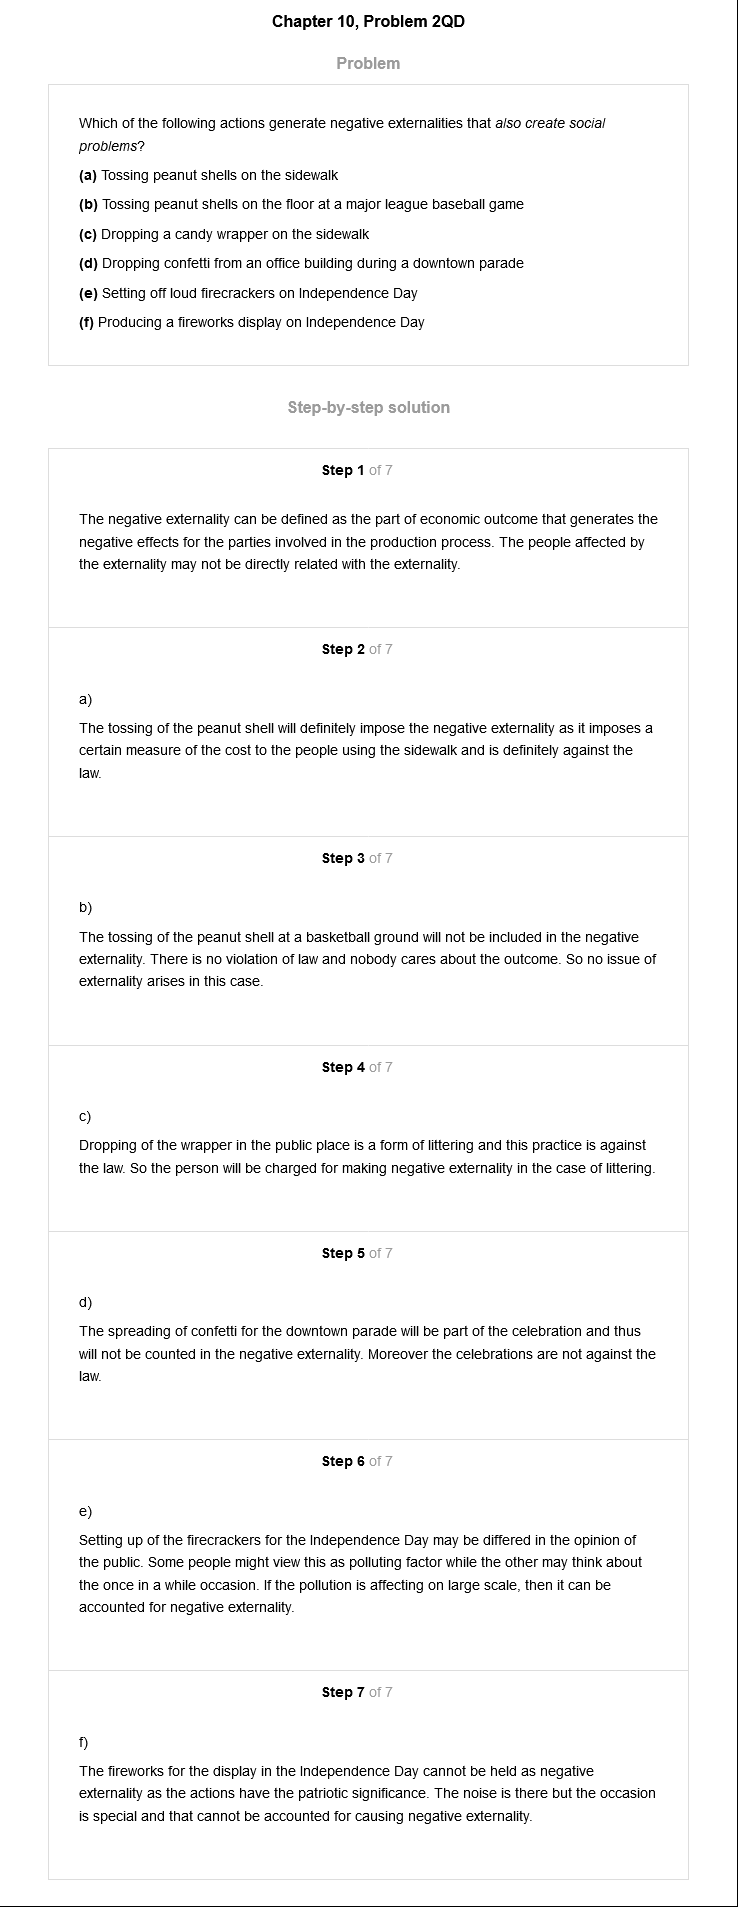 Chapter 10, Problem 2QD
Problem
Which of the following actions generate negative externalities that also create social
problems?
(a) Tossing peanut shells on the sidewalk
(b) Tossing peanut shells on the floor at a major league baseball game
(c) Dropping a candy wrapper on the sidewalk
(d) Dropping confetti from an office building during a downtown parade
(e) Setting off loud firecrackers on Independence Day
(f) Producing a fireworks display on Independence Day
Step-by-step solution
Step 1 of 7
The negative externality can be defined as the part of economic outcome that generates the
negative effects for the parties involved in the production process. The people affected by
the externality may not be directly related with the externality.
Step 2 of 7
a)
The tossing of the peanut shell will definitely impose the negative externality as it imposes a
certain measure of the cost to the people using the sidewalk and is definitely against the
law.
Step 3 of 7
b)
The tossing of the peanut shell at a basketball ground will not be included in the negative
externality. There is no violation of law and nobody cares about the outcome. So no issue of
externality arises in this case.
Step 4 of 7
c)
Dropping of the wrapper in the public place is a form of littering and this practice is against
the law. So the person will be charged for making negative externality in the case of littering.
Step 5 of 7
d)
The spreading of confetti for the downtown parade will be part of the celebration and thus
will not be counted in the negative externality. Moreover the celebrations are not against the
law.
Step 6 of 7
e)
Setting up of the firecrackers for the Independence Day may be differed in the opinion of
the public. Some people might view this as polluting factor while the other may think about
the once in a while occasion. If the pollution is affecting on large scale, then it can be
accounted for negative externality.
Step 7 of 7
f)
The fireworks for the display in the Independence Day cannot be held as negative
externality as the actions have the patriotic significance. The noise is there but the occasion
is special and that cannot be accounted for causing negative externality.